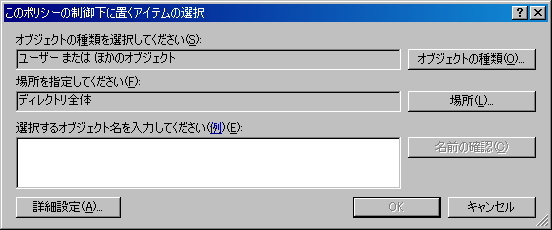 このポリシーの制御下に置くアイテムの選択
オブジェクトの種類を選択してください(S):
ユーザー または ほかのオブジェクト
オブジェクトの種類(O)...
場所を指定してください(F):
ディレクトリ全体
場所(L)...
選択するオブジェクト名を入力してください(例)(E):
名前の確認(C)
詳細設定(A)...
OK
キャンセル